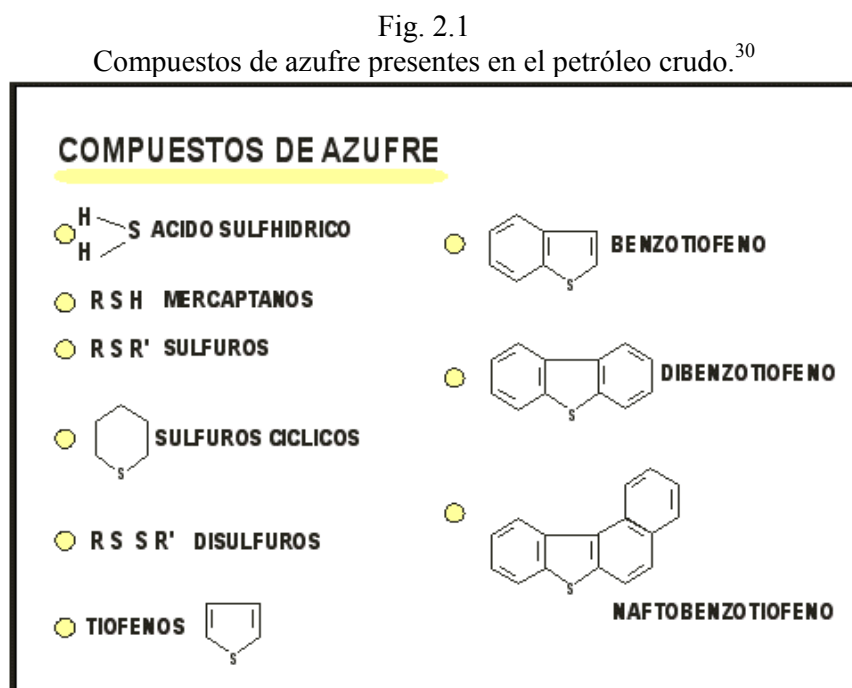 Fig. 2.1
Compuestos de azufre presentes en el petróleo crudo.30
COMPUESTOS DE AZUFRE
H
H
S ACIDO SULFHIDRICO
R S H MERCAPTANOS
R S R' SULFUROS
S
SULFUROS CICLICOS
R S S R' DISULFUROS
TIOFENOS
S
BENZOTIOFENO
S
DIBENZOTIOFENO
S
S
NAFTOBENZOTIOFENO